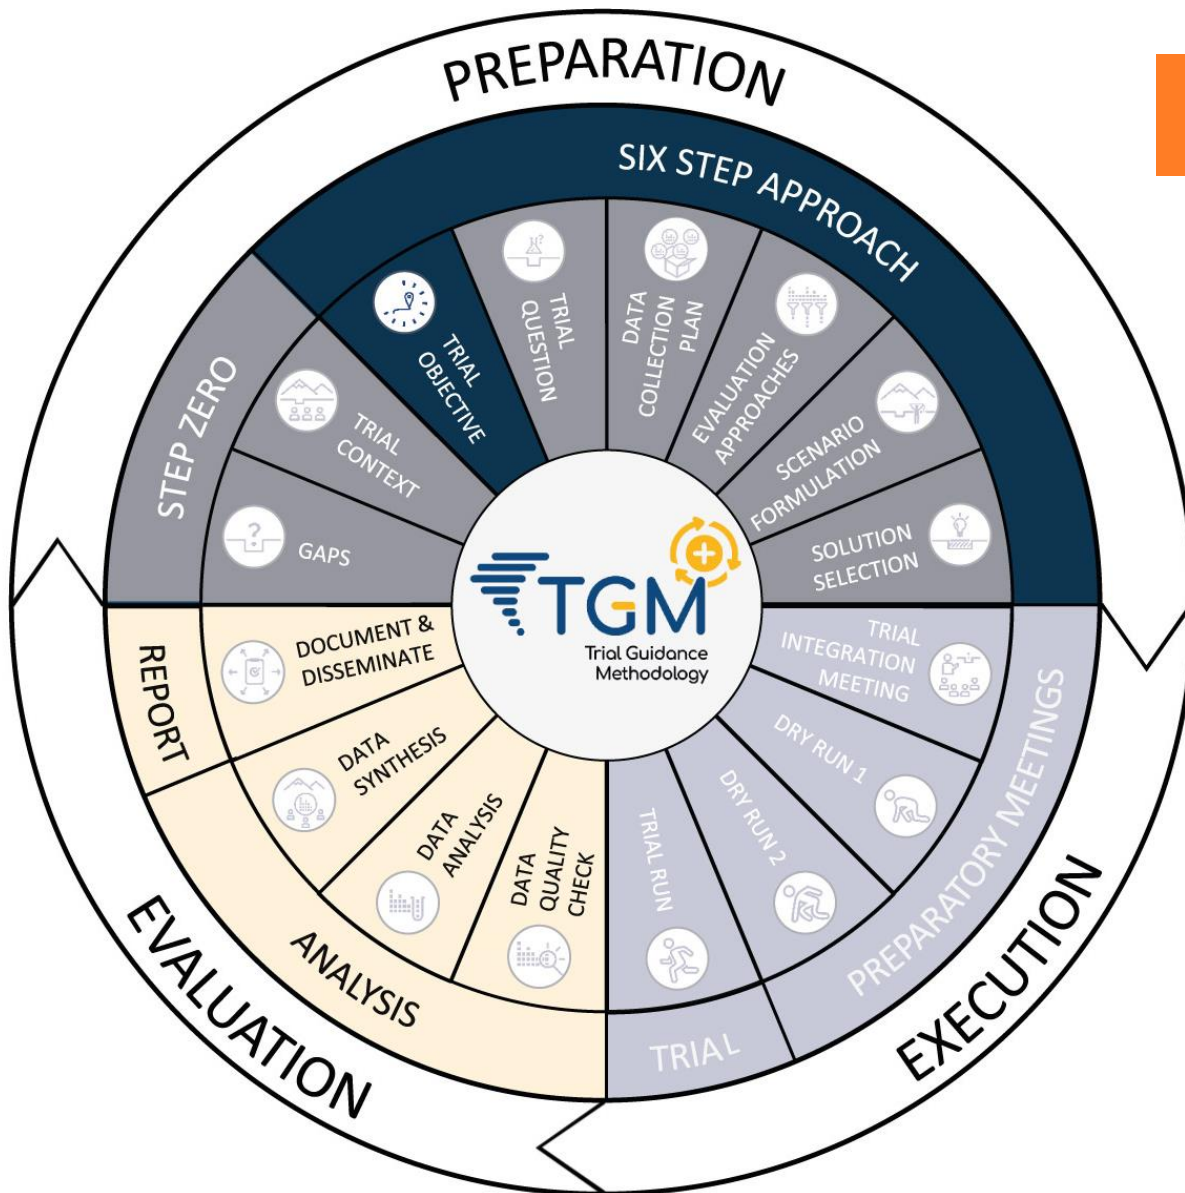 PREPARATION
SIX STEP APPROACH
STEP ZERO
GAPS
TRIAL
CONTEXT
TRIAL
OBJECTIVE
TRIAL
QUESTION
DATA
COLLECTION
PLAN
EVALUATION
APPROACHES
SCENARIO
FORMULATION
SOLUTION
SELECTION
TGM
Trial Guidance
Methodology
EXECUTION
PREPARATORY MEETINGS
TRIAL
INTEGRATION
MEETING
DRY RUN 1
DRY RUN 2
TRIAL
TRIAL RUN
EVALUATION
ANALYSIS
DATA
QUALITY
CHECK
DATA
ANALYSIS
DATA
SYNTHESIS
REPORT
DOCUMENT &
DISSEMINATE